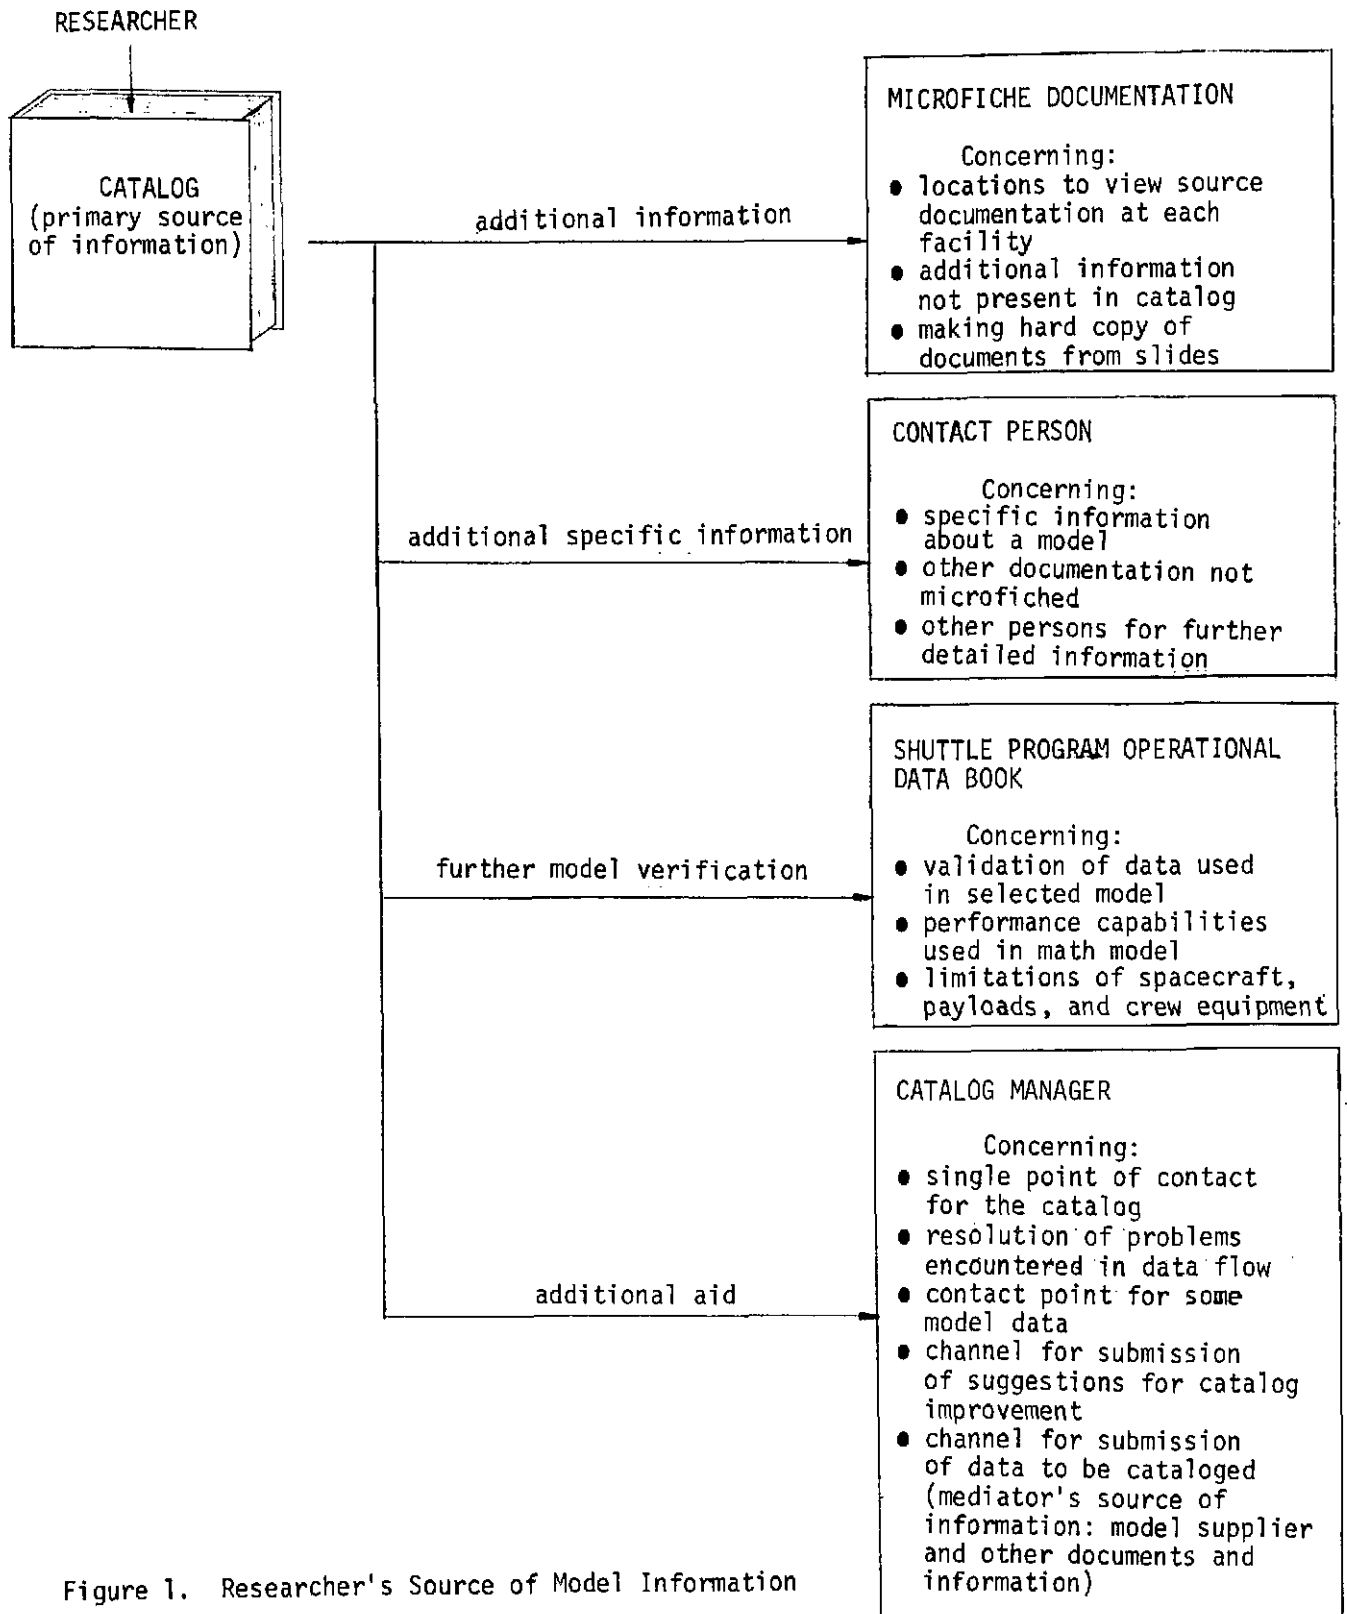 RESEARCHER
CATALOG
(primary source
of information)
additional information
MICROFICHE DOCUMENTATION
Concerning:
● locations to view source
documentation at each
facility
● additional information
not present in catalog
● making hard copy of
documents from slides
additional specific information
CONTACT PERSON
Concerning:
● specific information
about a model
● other documentation not
microfiched
● other persons for further
detailed information
further model verification
SHUTTLE PROGRAM OPERATIONAL
DATA BOOK
Concerning:
● validation of data used
in selected model
● performance capabilities
used in math model
● limitations of spacecraft,
payloads, and crew equipment
additional aid
CATALOG MANAGER
Concerning:
● single point of contact
for the catalog
● resolution of problems
encountered in data flow
● contact point for some
model data
● channel for submission
of suggestions for catalog
improvement
● channel for submission
of data to be cataloged
(mediator's source of
information: model supplier
and other documents and
information)
Figure 1. Researcher's Source of Model Information